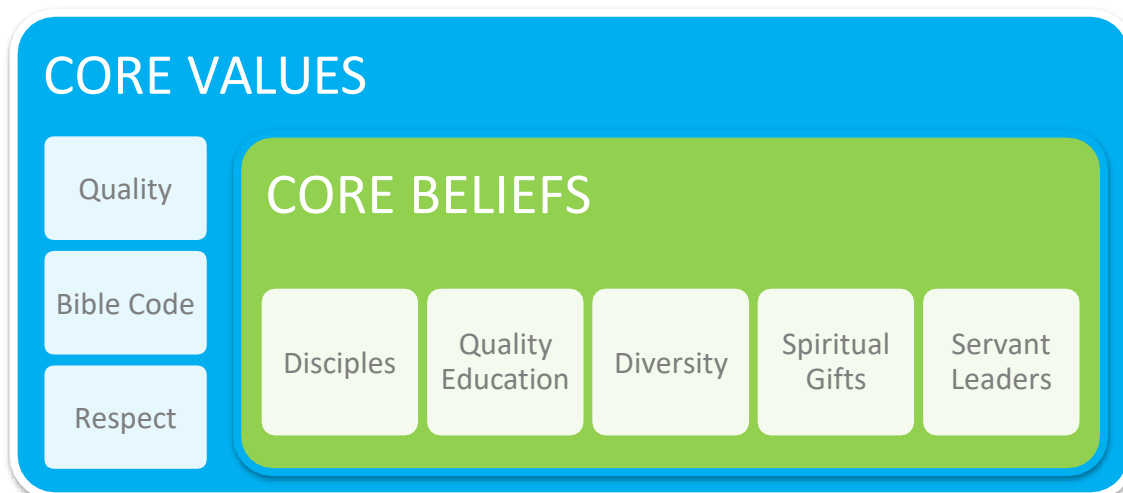 CORE VALUES
Quality
Bible Code
Respect
CORE BELIEFS
Disciples
Quality
Education
Diversity
Spiritual
Gifts
Servant
Leaders